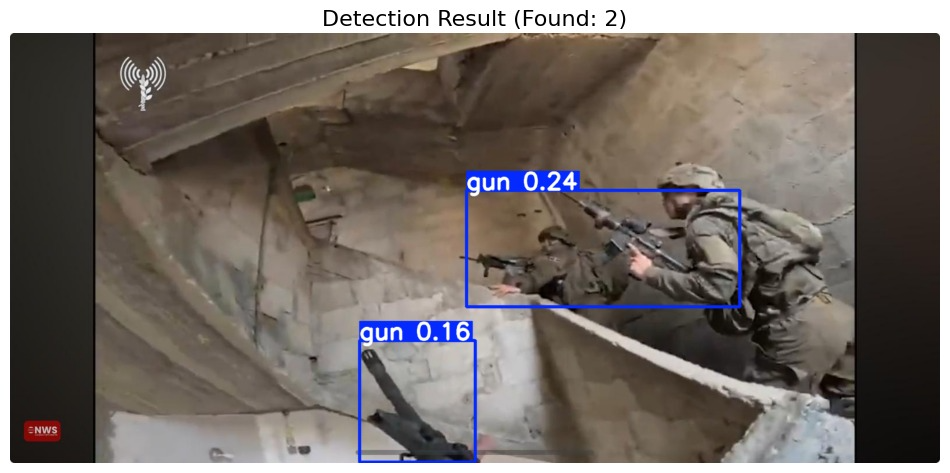 Detection Result (Found: 2)
gun 0.24
gun 0.16
NWS